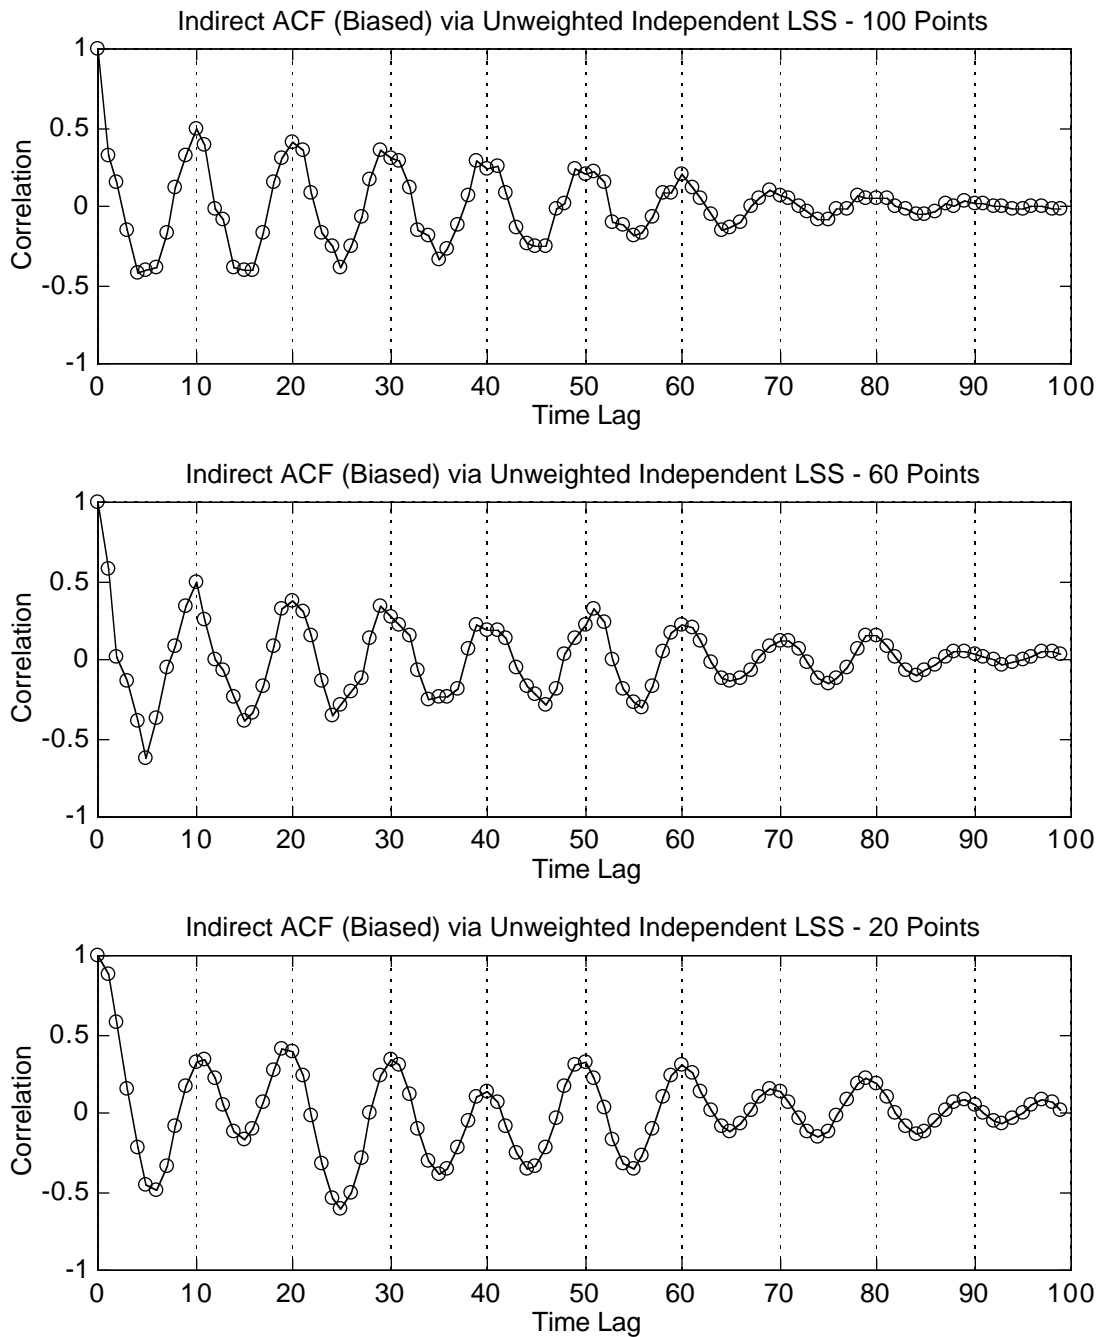 Indirect ACF (Biased) via Unweighted Independent LSS - 100 Points
1
0.5
0
-0.5
-1
Correlation
0 10 20 30 40 50 60 70 80 90 100
Time Lag
Indirect ACF (Biased) via Unweighted Independent LSS - 60 Points
1
0.5
0
-0.5
-1
Correlation
0 10 20 30 40 50 60 70 80 90 100
Time Lag
Indirect ACF (Biased) via Unweighted Independent LSS - 20 Points
1
0.5
0
-0.5
-1
Correlation
0 10 20 30 40 50 60 70 80 90 100
Time Lag